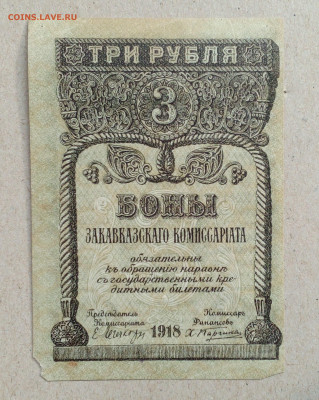 COINS.LAVE.RU
ТРИ РУБЛЯ
3
БОНЫ
ЗАКАВКАЗСКАГО КОМИССАРІАТА
обязательны
къ обращенію наравнѣ
съ государственными кре-
дитными билетами
Предсѣдатель Комиссаръ
Комиссаріата Финансовъ
1918